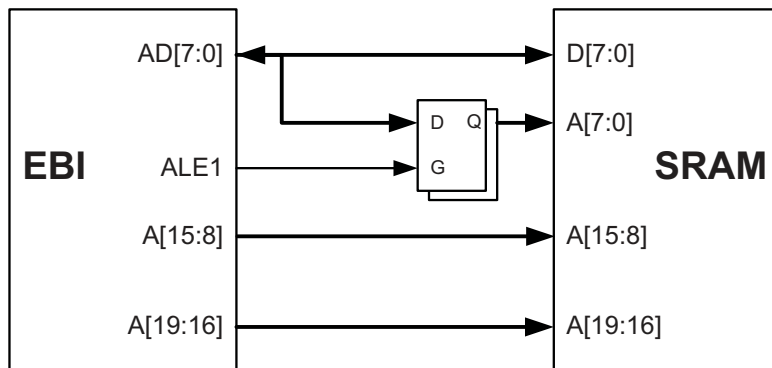 AD[7:0] D[7:0]
D Q A[7:0]
EBI ALE1 G SRAM
A[15:8] A[15:8]
A[19:16] A[19:16]